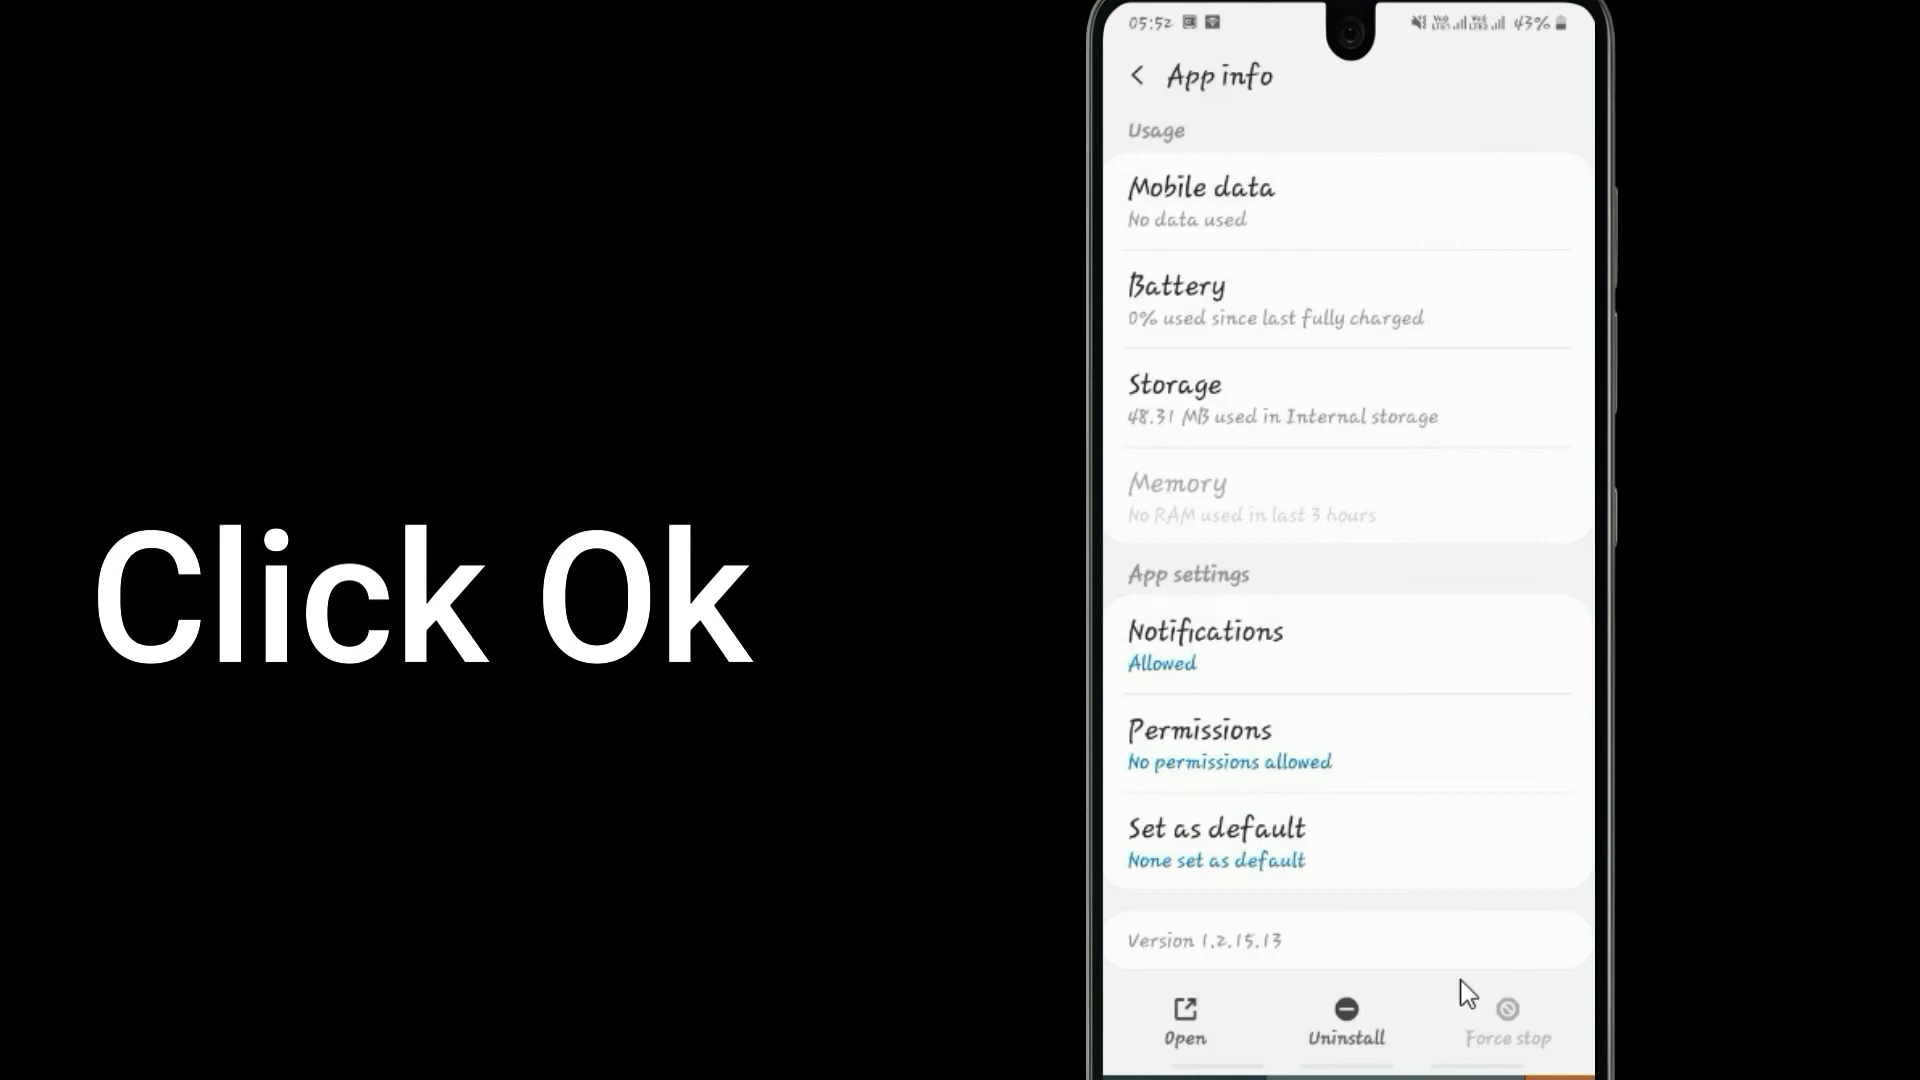 05:52
43%
App info
Usage
Mobile data
No data used
Battery
0% used since last fully charged
Storage
48.31 MB used in Internal storage
Memory
No RAM used in last 3 hours
Click Ok
App settings
Notifications
Allowed
Permissions
No permissions allowed
Set as default
None set as default
Version 1.2.15.13
Open
Uninstall
Force stop